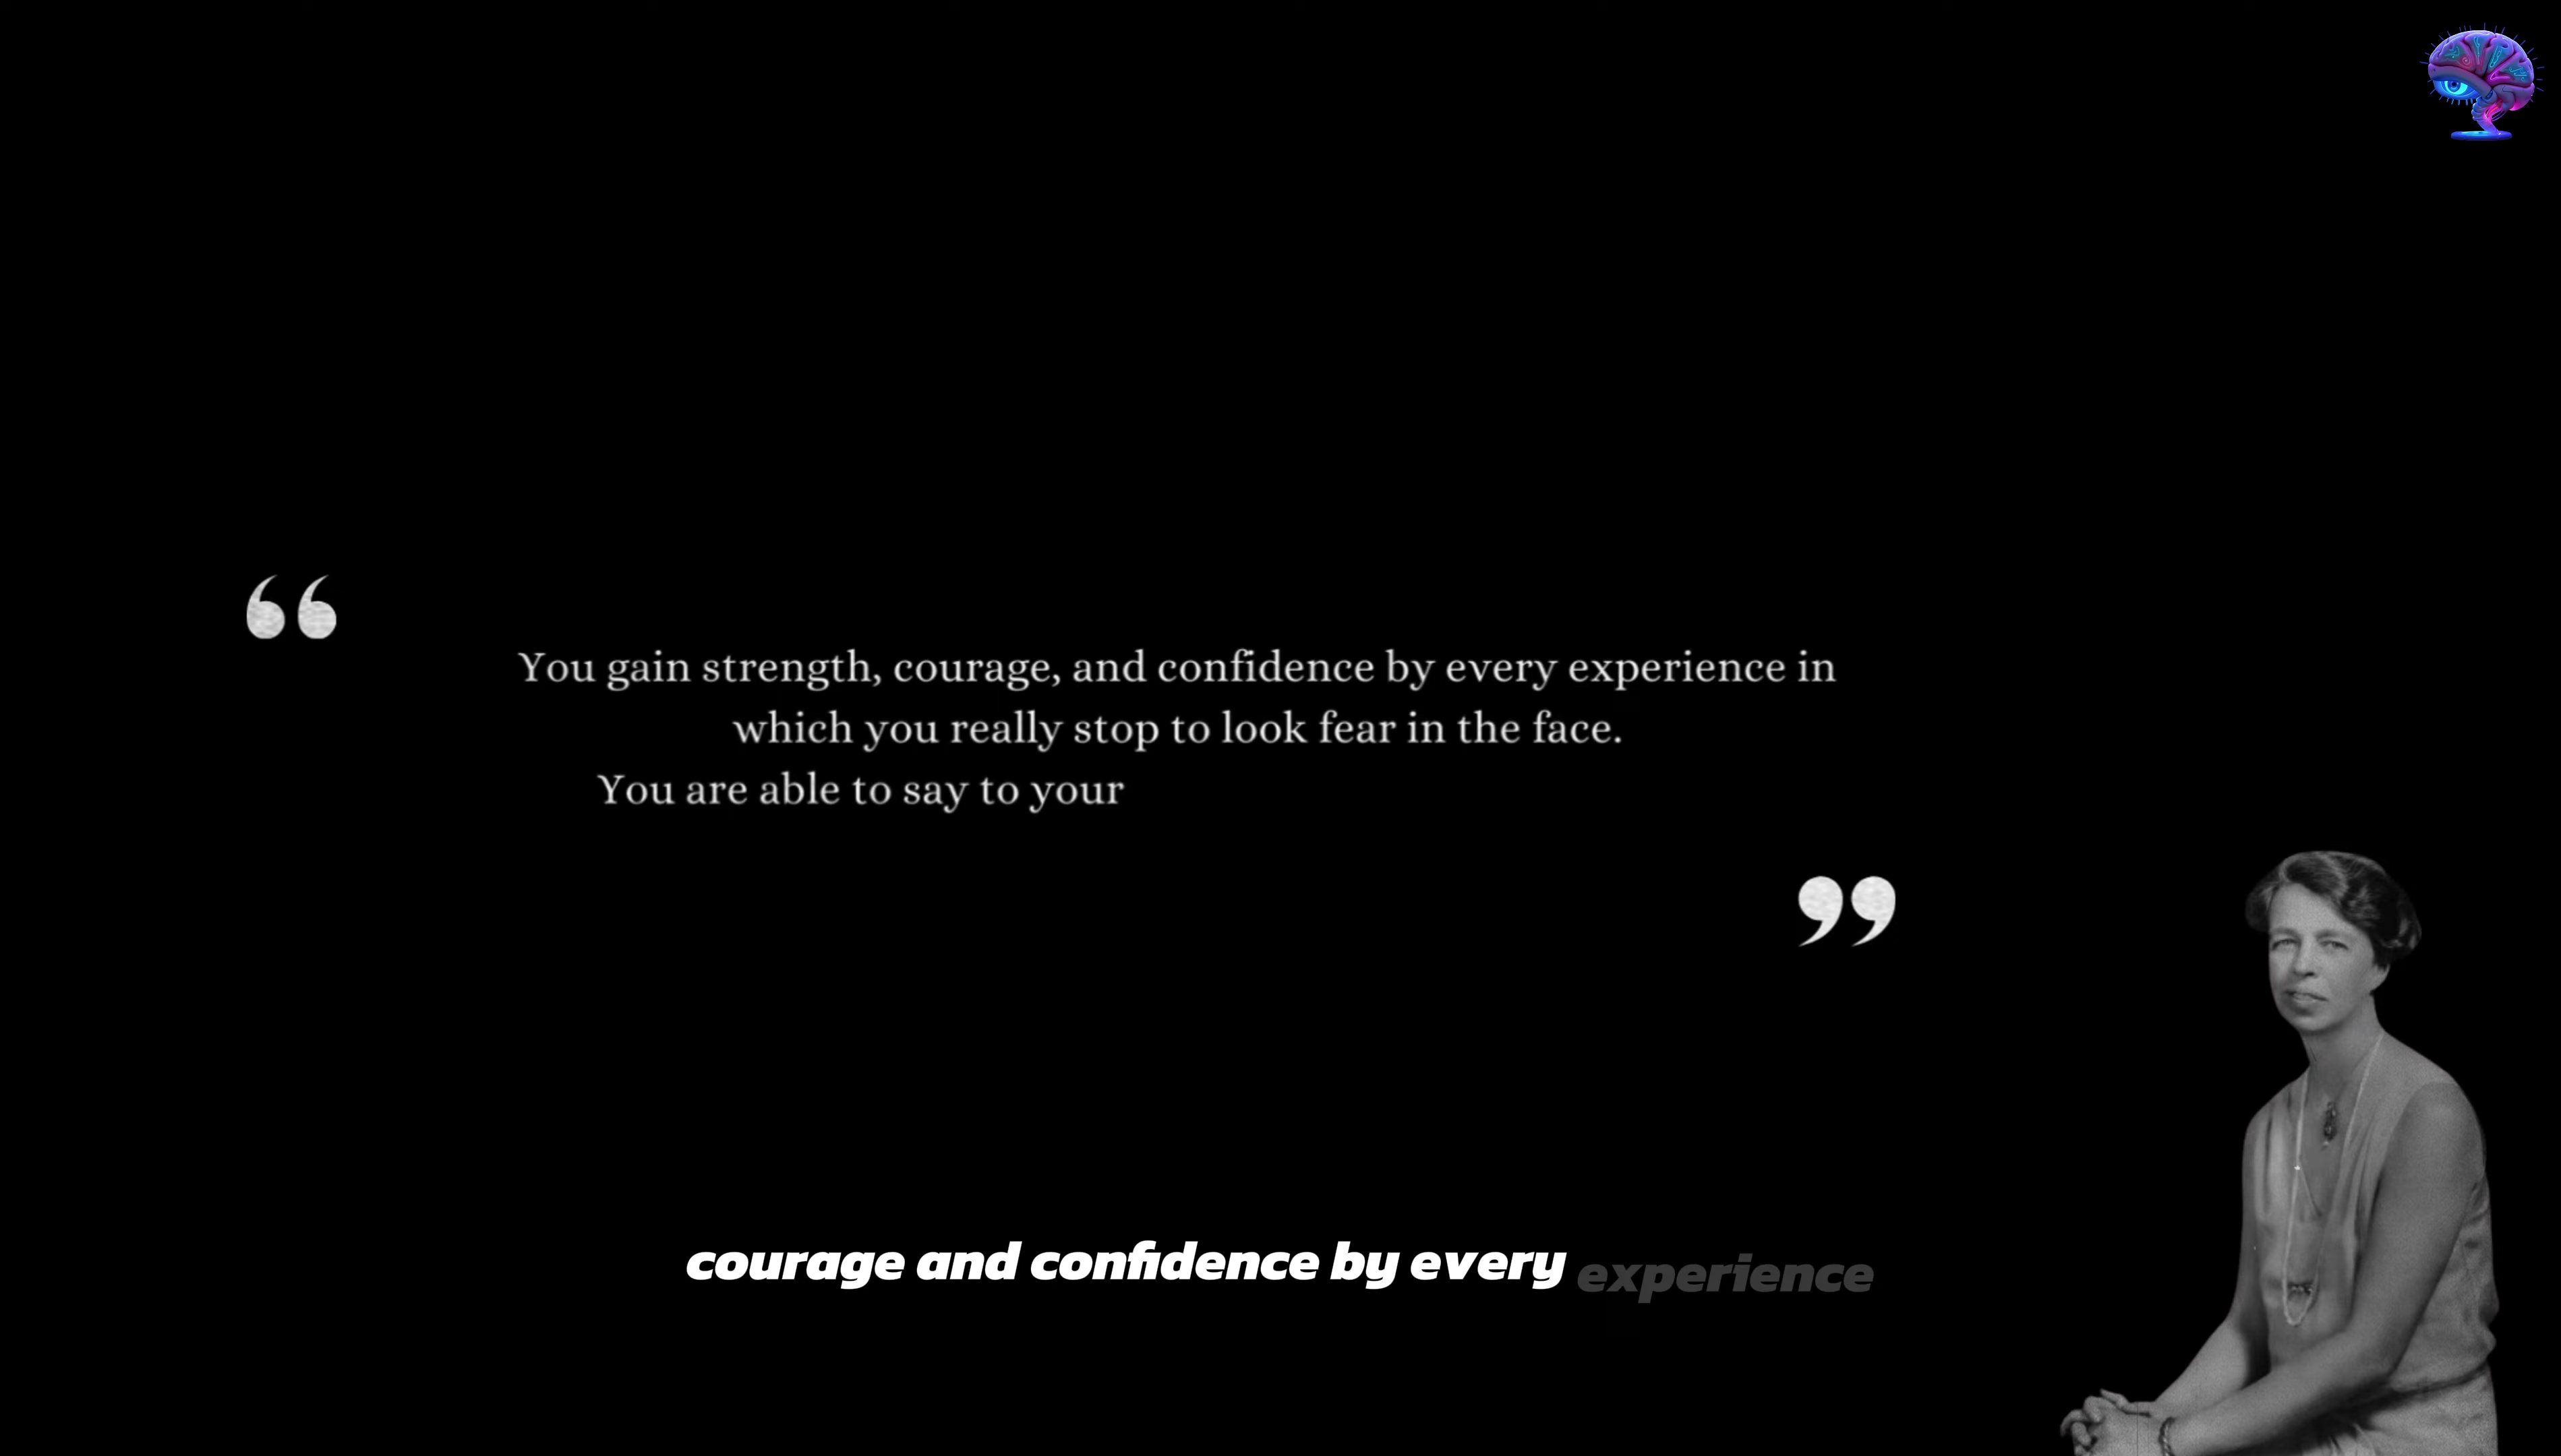 “
You gain strength, courage, and confidence by every experience in
which you really stop to look fear in the face.
You are able to say to your
”
courage and confidence by every experience